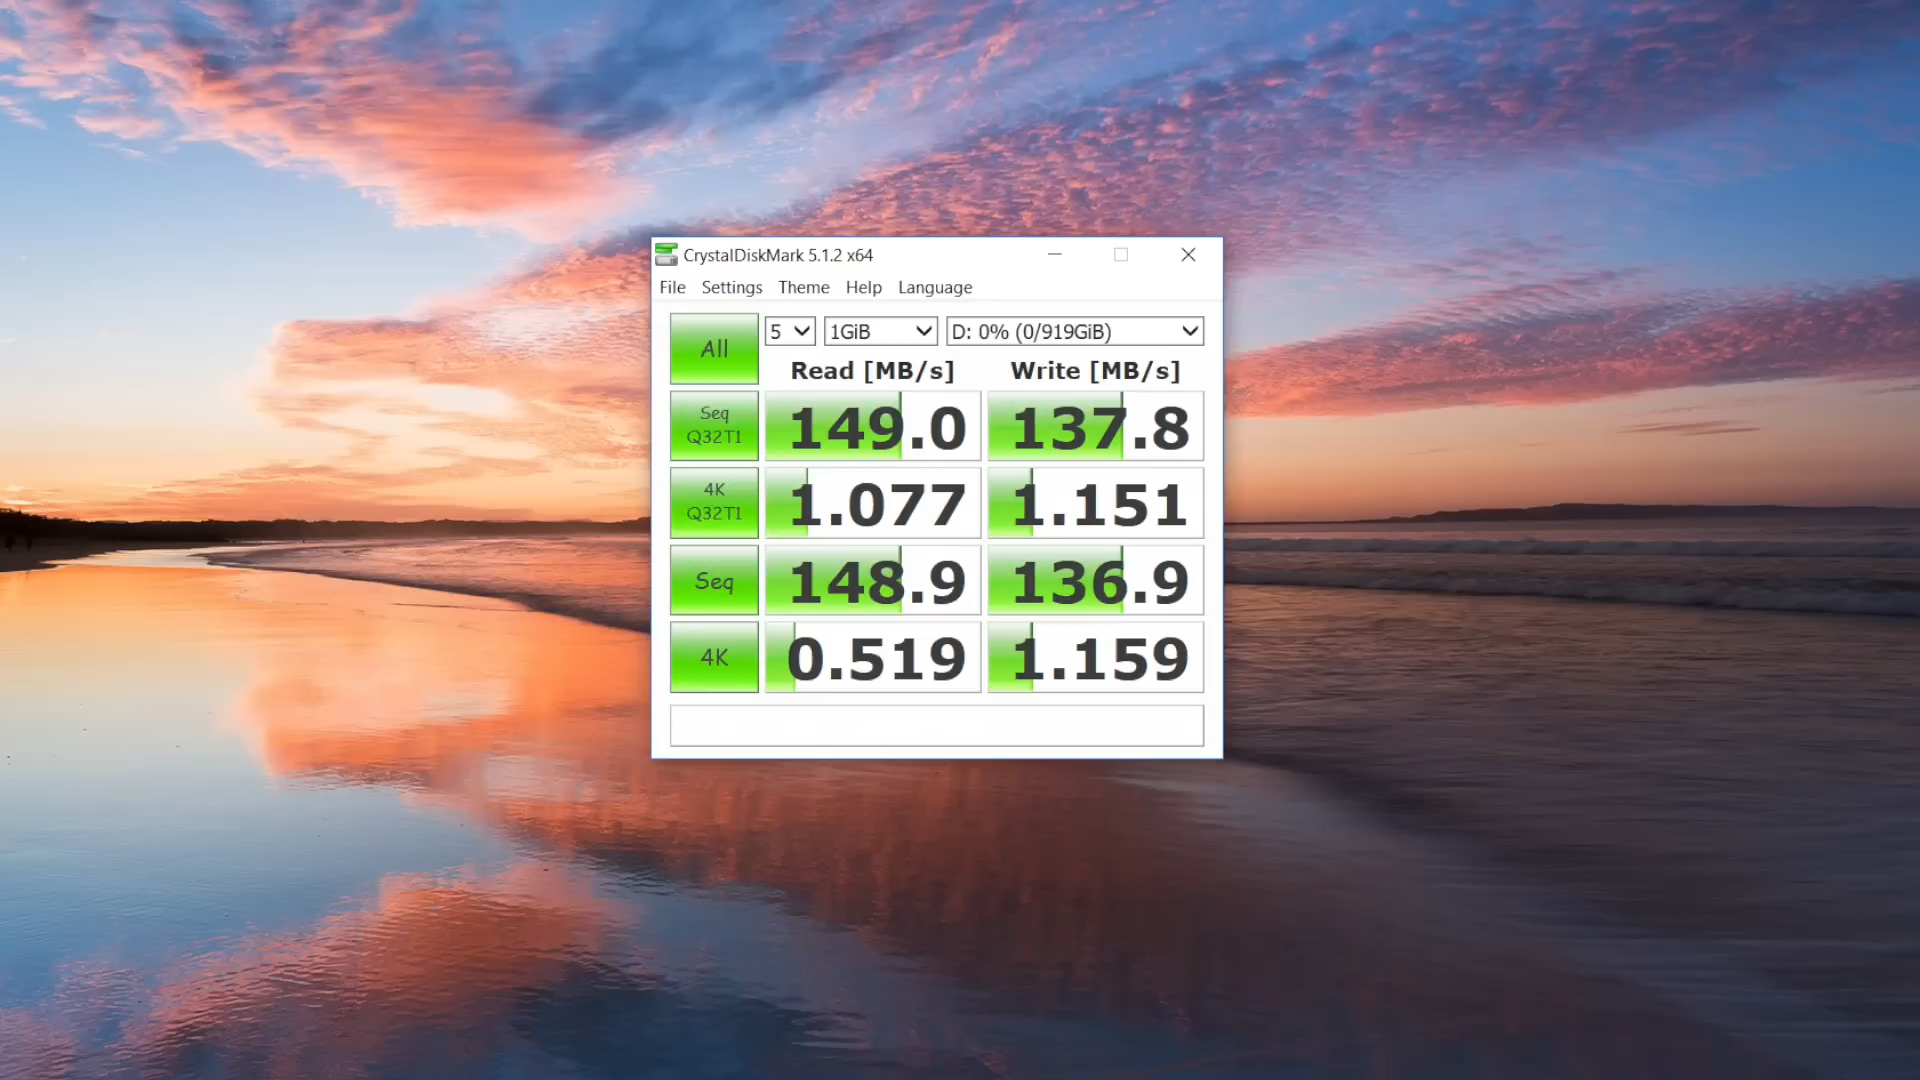 CrystalDiskMark 5.1.2 x64
File Settings Theme Help Language
All 5 1GiB D: 0% (0/919GiB)
Read [MB/s] Write [MB/s]
Seq
Q32T1
149.0 137.8
4K
Q32T1
1.077 1.151
Seq 148.9 136.9
4K 0.519 1.159